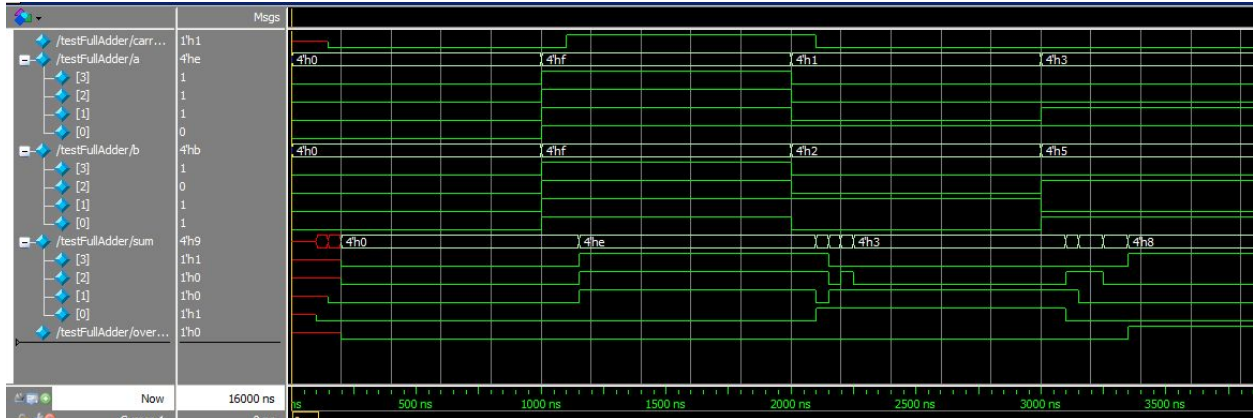 Msgs
/testFullAdder/carr... 1'h1
/testFullAdder/a 4'he 4'h0 4'hf 4'h1 4'h3
[3] 1
[2] 1
[1] 1
[0] 0
/testFullAdder/b 4'hb 4'h0 4'hf 4'h2 4'h5
[3] 1
[2] 0
[1] 1
[0] 1
/testFullAdder/sum 4'h9 4'h0 4'he 4'h3 4'h8
[3] 1'h1
[2] 1'h0
[1] 1'h0
[0] 1'h1
/testFullAdder/over... 1'h0
Now 16000 ns ns 500 ns 1000 ns 1500 ns 2000 ns 2500 ns 3000 ns 3500 ns